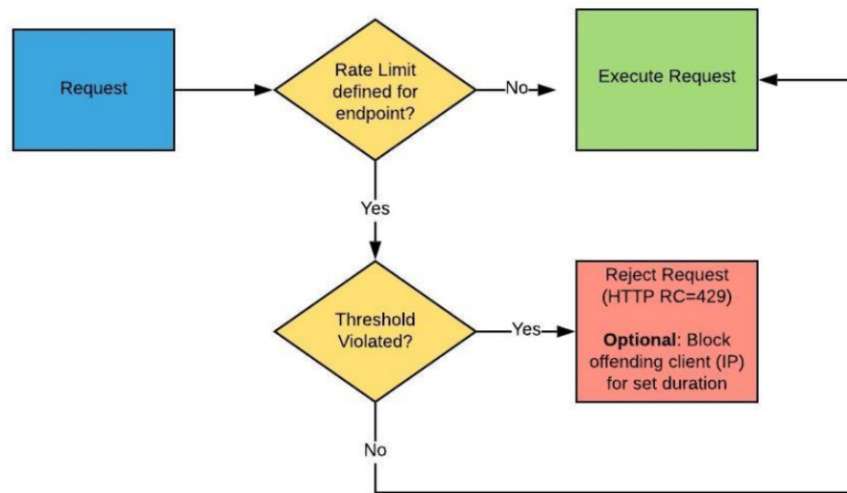 Request
Rate Limit
defined for
endpoint?
No
Execute Request
Yes
Threshold
Violated?
Yes
Reject Request
(HTTP RC=429)
Optional: Block
offending client (IP)
for set duration
No